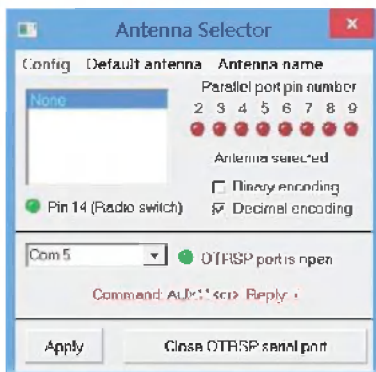 Antenna Selector
Config Default antenna Antenna name
None
Parallel port pin number
2 3 4 5 6 7 8 9
Antenna selected
Binary encoding
Pin 14 (Radio switch)
Decimal encoding
Com 5
OTRSP port is open
Command: Reply:
Apply
Close OTRSP serial port